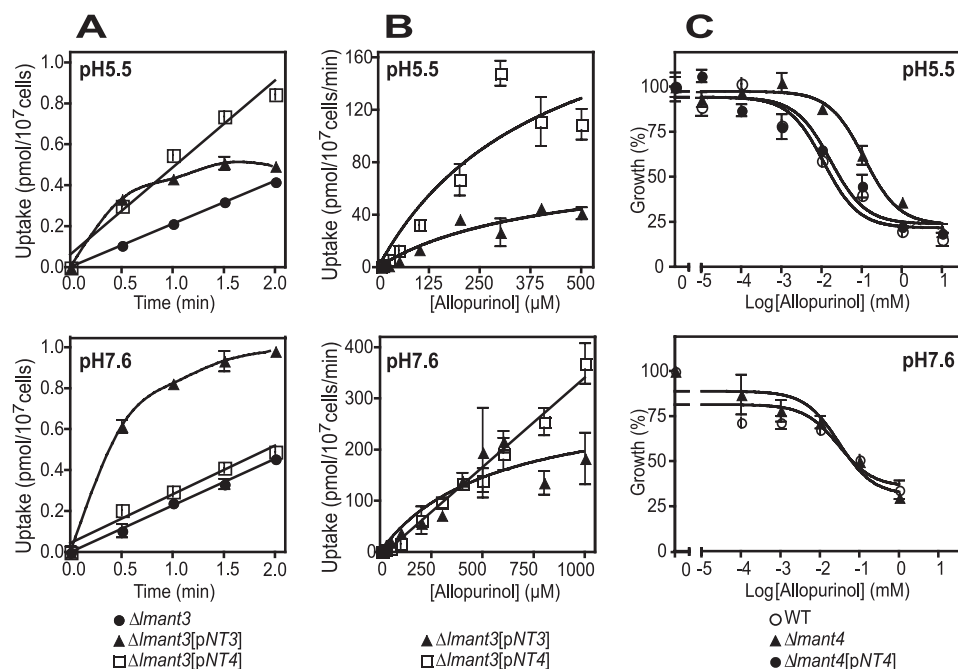 A
B
C
pH5.5
Uptake (pmol/10⁷cells)
1.0
0.8
0.6
0.4
0.2
0.0
0.0 0.5 1.0 1.5 2.0
Time (min)
pH5.5
Uptake (pmol/10⁷cells/min)
160
120
80
40
0
0 125 250 375 500
[Allopurinol] (µM)
pH5.5
Growth (%)
100
75
50
25
0
0 -5 -4 -3 -2 -1 0 1
Log[Allopurinol] (mM)
pH7.6
Uptake (pmol/10⁷cells)
1.0
0.8
0.6
0.4
0.2
0.0
0.0 0.5 1.0 1.5 2.0
Time (min)
pH7.6
Uptake (pmol/10⁷cells/min)
400
300
200
100
0
0 250 500 750 1000
[Allopurinol] (µM)
pH7.6
Growth (%)
100
75
50
25
0
0 -5 -4 -3 -2 -1 0 1
Log[Allopurinol] (mM)
Δlmant3
Δlmant3[pNT3]
Δlmant3[pNT4]
Δlmant3[pNT3]
Δlmant3[pNT4]
WT
Δlmant4
Δlmant4[pNT4]